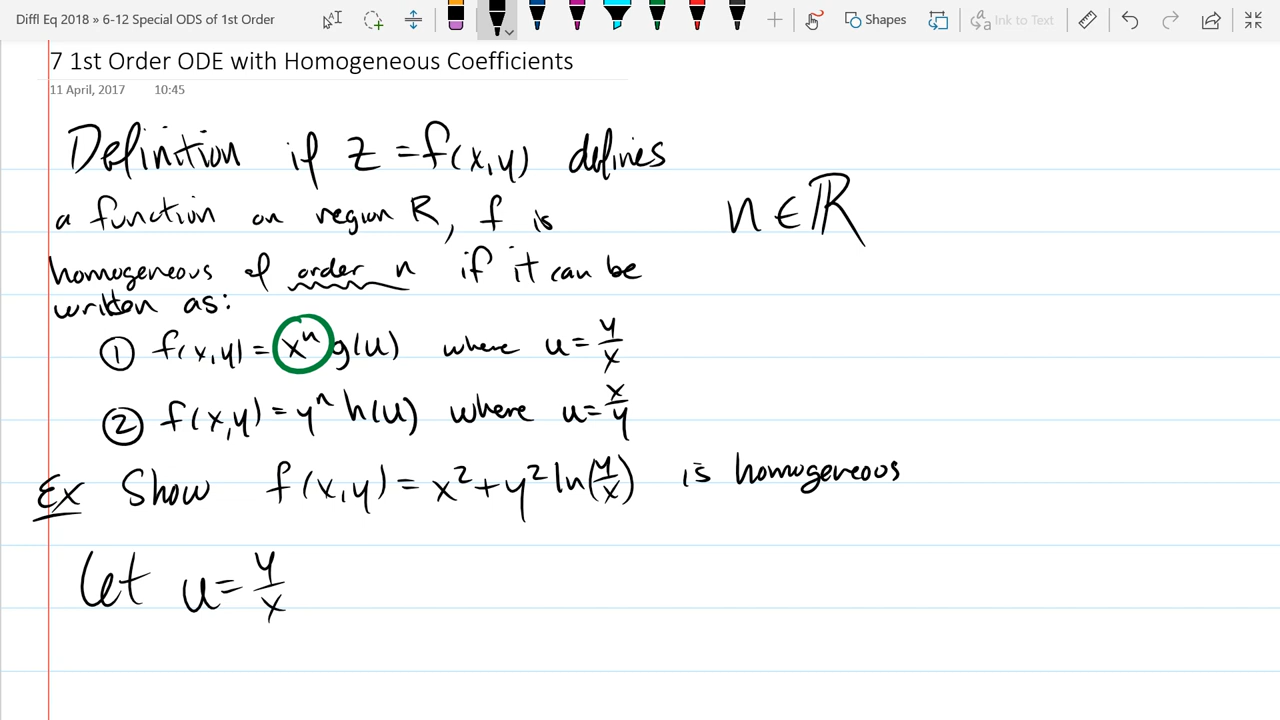 Diffl Eq 2018 » 6-12 Special ODS of 1st Order
Shapes
Ink to Text
7 1st Order ODE with Homogeneous Coefficients
11 April, 2017 10:45
Definition if z = f(x,y) defines
a function on region R, f is
n ∈ ℝ
homogeneous of order n if it can be
written as:
① f(x,y) = xⁿ g(u) where u = y/x
② f(x,y) = yⁿ h(u) where u = x/y
Ex Show f(x,y) = x² + y² ln(y/x) is homogeneous
Let u = y/x